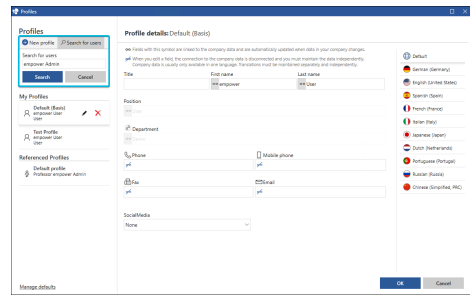 Profiles
Profiles
New profile
Search for users
Search for users
empower Admin
Search
Cancel
My Profiles
Default (Basis)
empower User
User
Test Profile
empower User
User
Referenced Profiles
Default profile
Professor empower Admin
Manage defaults
Profile details: Default (Basis)
Fields with this symbol are linked to the company data and are automatically updated when data in your company changes.
When you edit a field, the connection to the company data is disconnected and you must maintain the data independently.
Company data is usually only available in one language. Translations must be maintained separately and independently.
Title
First name
Last name
empower
User
Position
Department
Phone
Mobile phone
Fax
Email
SocialMedia
None
Default
German (Germany)
English (United States)
Spanish (Spain)
French (France)
Italian (Italy)
Japanese (Japan)
Dutch (Netherlands)
Portuguese (Portugal)
Russian (Russia)
Chinese (Simplified, PRC)
OK
Cancel